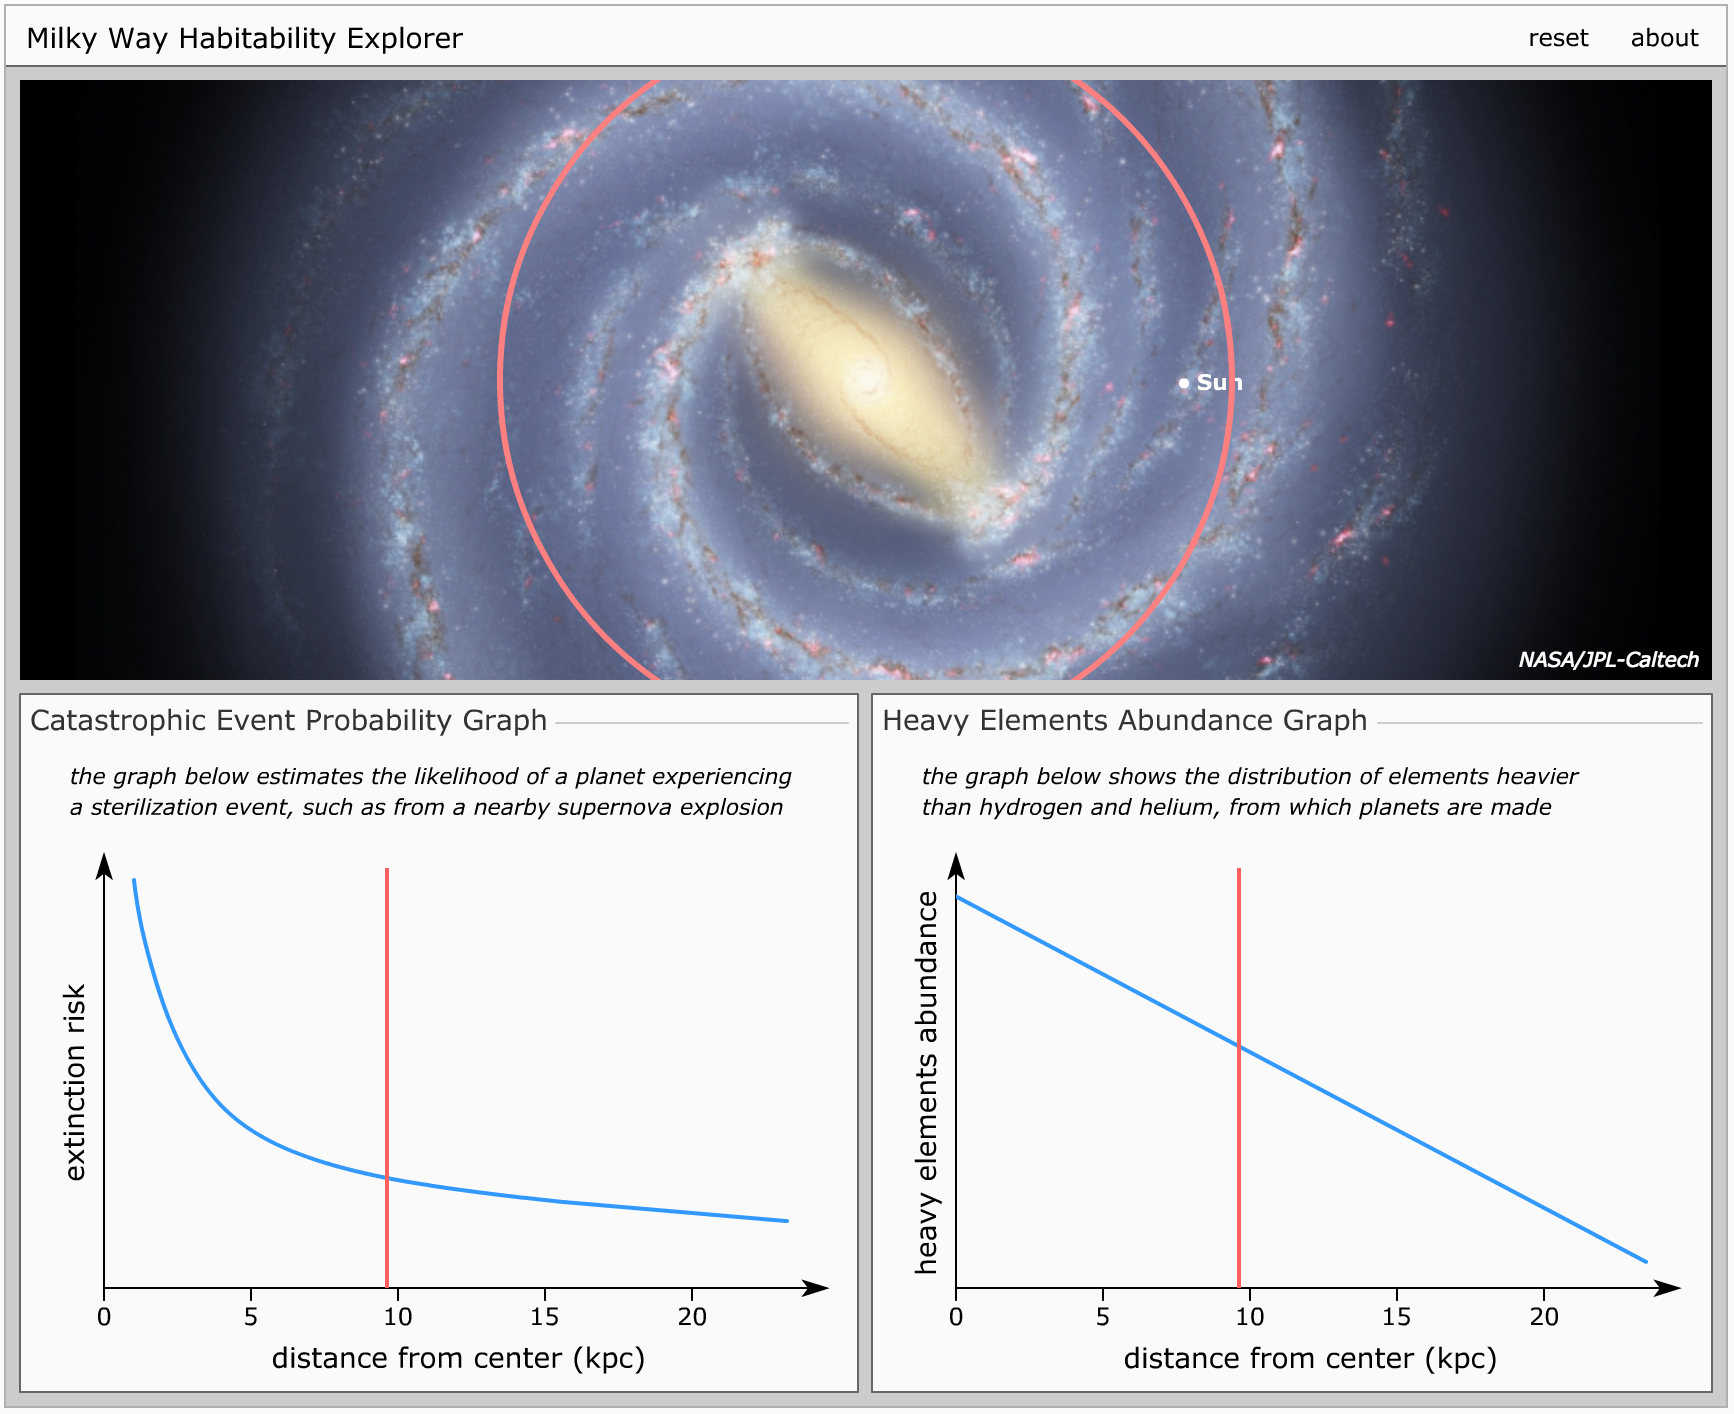 Milky Way Habitability Explorer
reset about
Sun
NASA/JPL-Caltech
Catastrophic Event Probability Graph
the graph below estimates the likelihood of a planet experiencing
a sterilization event, such as from a nearby supernova explosion
extinction risk
0 5 10 15 20
distance from center (kpc)
Heavy Elements Abundance Graph
the graph below shows the distribution of elements heavier
than hydrogen and helium, from which planets are made
heavy elements abundance
0 5 10 15 20
distance from center (kpc)